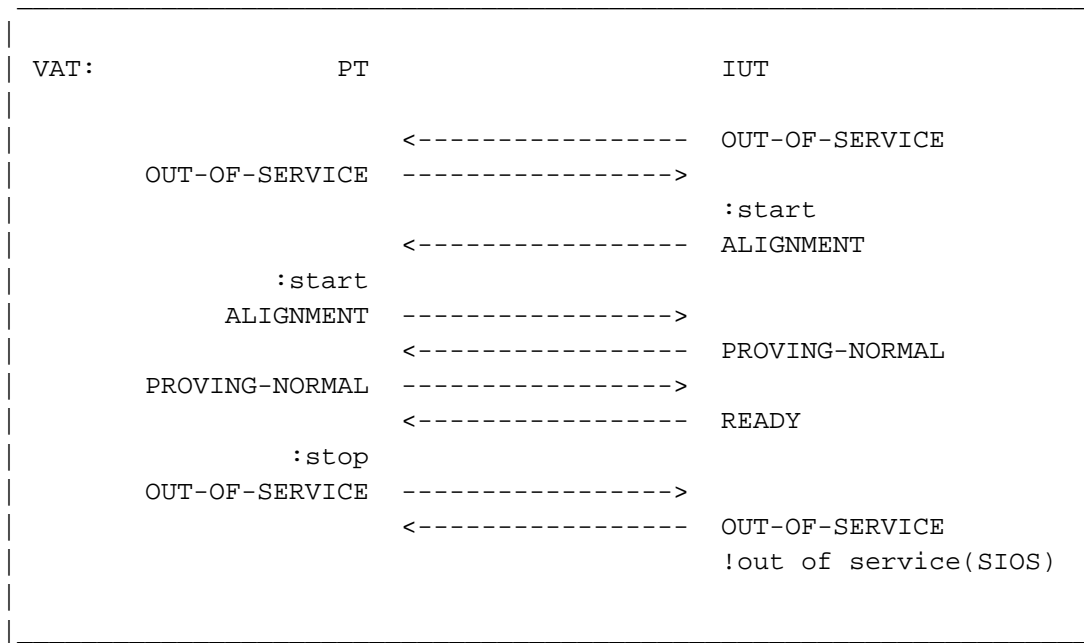 VAT: PT IUT
<----------------- OUT-OF-SERVICE
OUT-OF-SERVICE ----------------->
:start
<----------------- ALIGNMENT
:start
ALIGNMENT ----------------->
<----------------- PROVING-NORMAL
PROVING-NORMAL ----------------->
<----------------- READY
:stop
OUT-OF-SERVICE ----------------->
<----------------- OUT-OF-SERVICE
!out of service(SIOS)